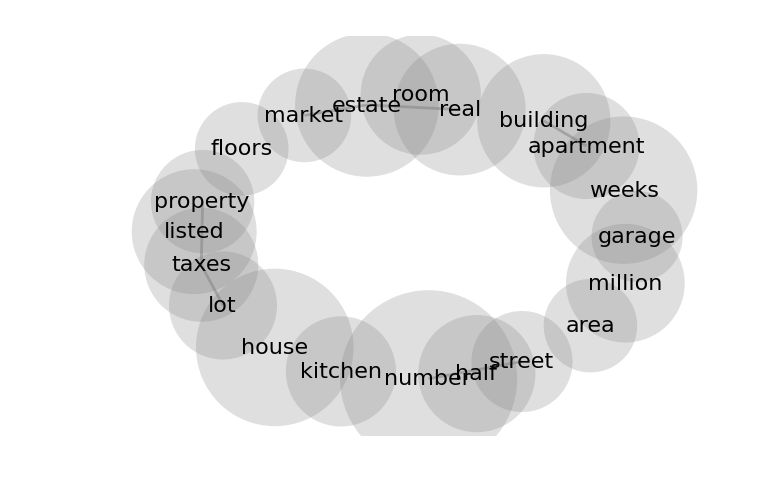 room
estate
real
market
building
apartment
floors
weeks
property
listed
garage
taxes
million
lot
area
house
street
kitchen
half
number